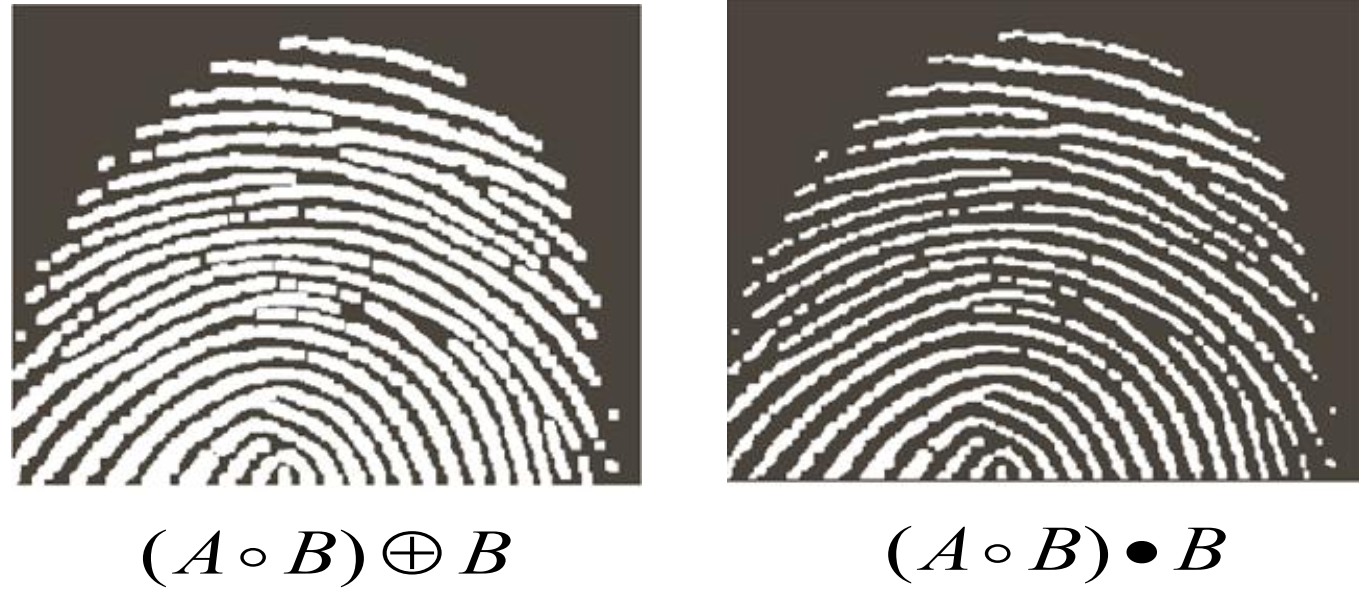 (A ∘ B) ⊕ B
(A ∘ B) • B